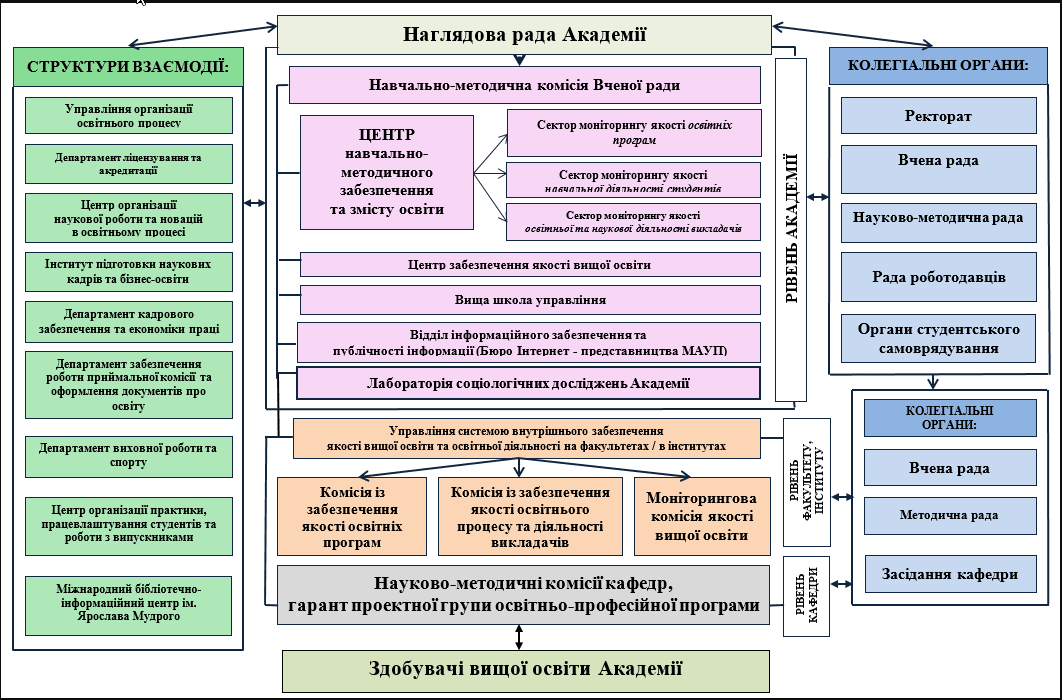 Наглядова рада Академії
СТРУКТУРИ ВЗАЄМОДІЇ:
Управління організації
освітнього процесу
Департамент ліцензування та
акредитації
Центр організації
наукової роботи та новацій
в освітньому процесі
Інститут підготовки наукових
кадрів та бізнес-освіти
Департамент кадрового
забезпечення та економіки праці
Департамент забезпечення
роботи приймальної комісії та
оформлення документів про
освіту
Департамент виховної роботи та
спорту
Центр організації практики,
працевлаштування студентів та
роботи з випускниками
Міжнародний бібліотечно-
інформаційний центр ім.
Ярослава Мудрого
Навчально-методична комісія Вченої ради
ЦЕНТР
навчально-
методичного
забезпечення
та змісту освіти
Сектор моніторингу якості освітніх
програм
Сектор моніторингу якості
навчальної діяльності студентів
Сектор моніторингу якості
освітньої та наукової діяльності викладачів
Центр забезпечення якості вищої освіти
Вища школа управління
Відділ інформаційного забезпечення та
публічності інформації (Бюро Інтернет - представництва МАУП)
Лабораторія соціологічних досліджень Академії
РІВЕНЬ АКАДЕМІЇ
КОЛЕГІАЛЬНІ ОРГАНИ:
Ректорат
Вчена рада
Науково-методична рада
Рада роботодавців
Органи студентського
самоврядування
Управління системою внутрішнього забезпечення
якості вищої освіти та освітньої діяльності на факультетах / в інститутах
Комісія із
забезпечення
якості освітніх
програм
Комісія із забезпечення
якості освітнього
процесу та діяльності
викладачів
Моніторингова
комісія якості
вищої освіти
РІВЕНЬ
ФАКУЛЬТЕТУ,
ІНСТИТУТУ
КОЛЕГІАЛЬНІ
ОРГАНИ:
Вчена рада
Методична рада
Засідання кафедри
Науково-методичні комісії кафедр,
гарант проектної групи освітньо-професійної програми
РІВЕНЬ
КАФЕДРИ
Здобувачі вищої освіти Академії